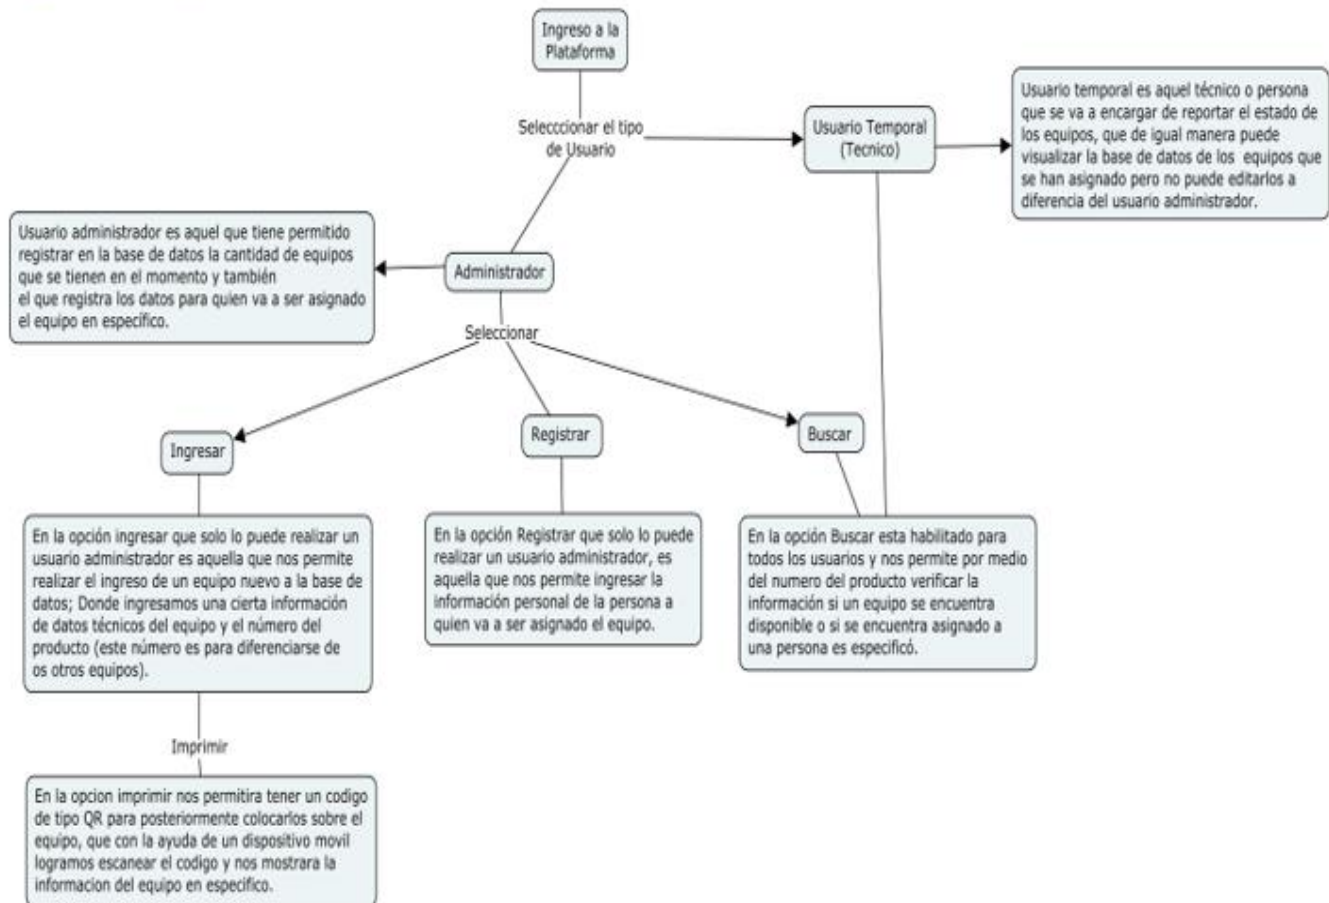 Ingreso a la
Plataforma
Selecccionar el tipo
de Usuario
Usuario Temporal
(Tecnico)
Usuario temporal es aquel técnico o persona
que se va a encargar de reportar el estado de
los equipos, que de igual manera puede
visualizar la base de datos de los equipos que
se han asignado pero no puede editarlos a
diferencia del usuario administrador.
Usuario administrador es aquel que tiene permitido
registrar en la base de datos la cantidad de equipos
que se tienen en el momento y también
el que registra los datos para quien va a ser asignado
el equipo en específico.
Administrador
Seleccionar
Ingresar
Registrar
Buscar
En la opción ingresar que solo lo puede realizar un
usuario administrador es aquella que nos permite
realizar el ingreso de un equipo nuevo a la base de
datos; Donde ingresamos una cierta información
de datos técnicos del equipo y el número del
producto (este número es para diferenciarse de
os otros equipos).
En la opción Registrar que solo lo puede
realizar un usuario administrador, es
aquella que nos permite ingresar la
información personal de la persona a
quien va a ser asignado el equipo.
En la opción Buscar esta habilitado para
todos los usuarios y nos permite por medio
del numero del producto verificar la
información si un equipo se encuentra
disponible o si se encuentra asignado a
una persona es especificó.
Imprimir
En la opcion imprimir nos permitira tener un codigo
de tipo QR para posteriormente colocarlos sobre el
equipo, que con la ayuda de un dispositivo movil
logramos escanear el codigo y nos mostrara la
informacion del equipo en especifico.